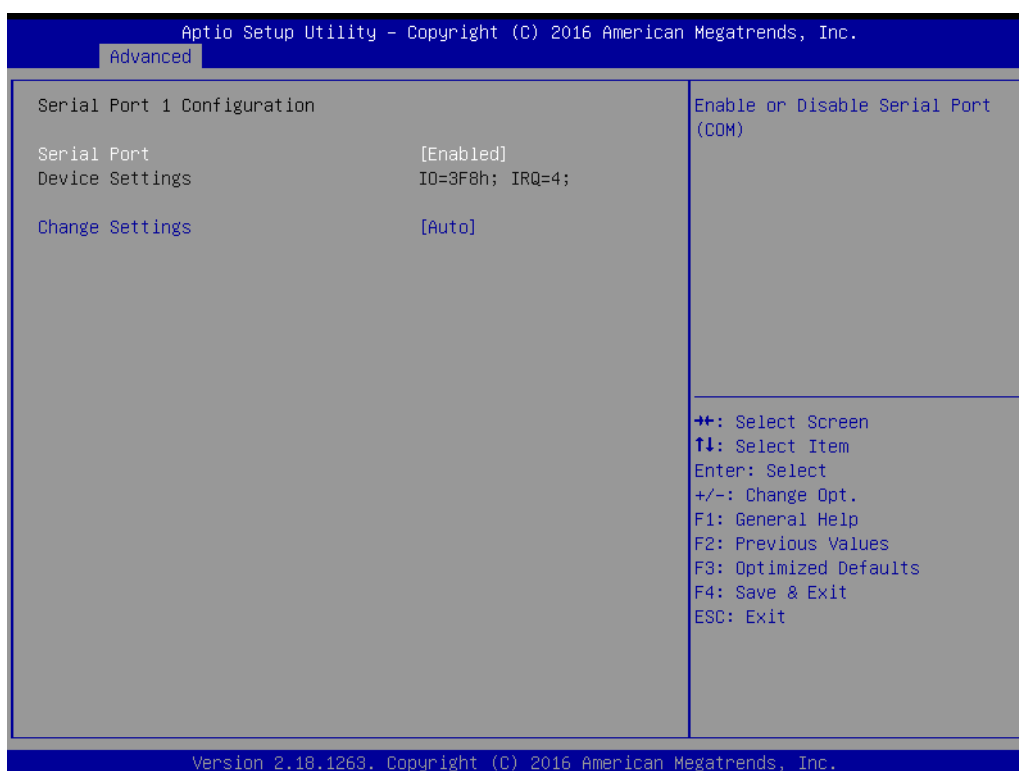 Aptio Setup Utility – Copyright (C) 2016 American Megatrends, Inc.
Advanced
Serial Port 1 Configuration
Serial Port [Enabled]
Device Settings IO=3F8h; IRQ=4;
Change Settings [Auto]
Enable or Disable Serial Port
(COM)
→←: Select Screen
↑↓: Select Item
Enter: Select
+/-: Change Opt.
F1: General Help
F2: Previous Values
F3: Optimized Defaults
F4: Save & Exit
ESC: Exit
Version 2.18.1263. Copyright (C) 2016 American Megatrends, Inc.